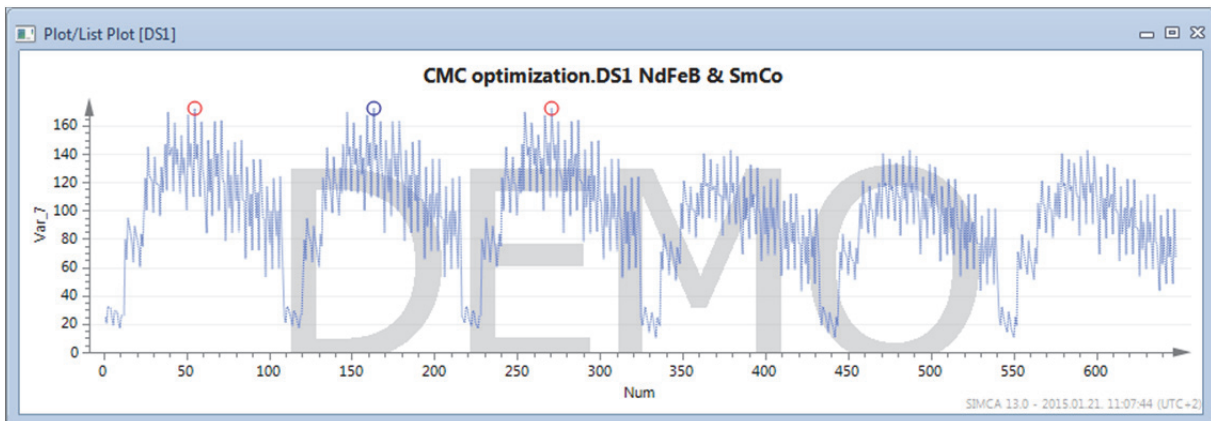 Plot/List Plot [DS1]
CMC optimization.DS1 NdFeB & SmCo
Var_7
160
140
120
100
80
60
40
20
0
0 50 100 150 200 250 300 350 400 450 500 550 600
Num
DEMO
SIMCA 13.0 - 2015.01.21. 11:07:44 (UTC+2)